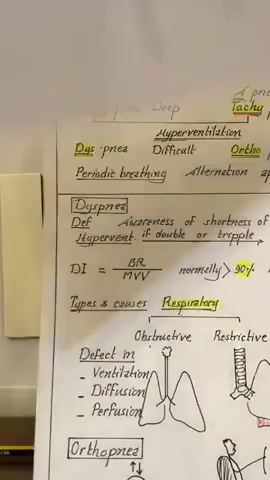 Deep Tachy
Hyperventilation
Dys-pnea Difficult Ortho
Periodic breathing Alternation
Dyspnea
Def Awareness of shortness of
Hypervent. if double or tripple
DI = BR / MVV normally > 90%
Types & causes Respiratory
Obstructive Restrictive
Defect in
- Ventilation
- Diffusion
- Perfusion
Orthopnea